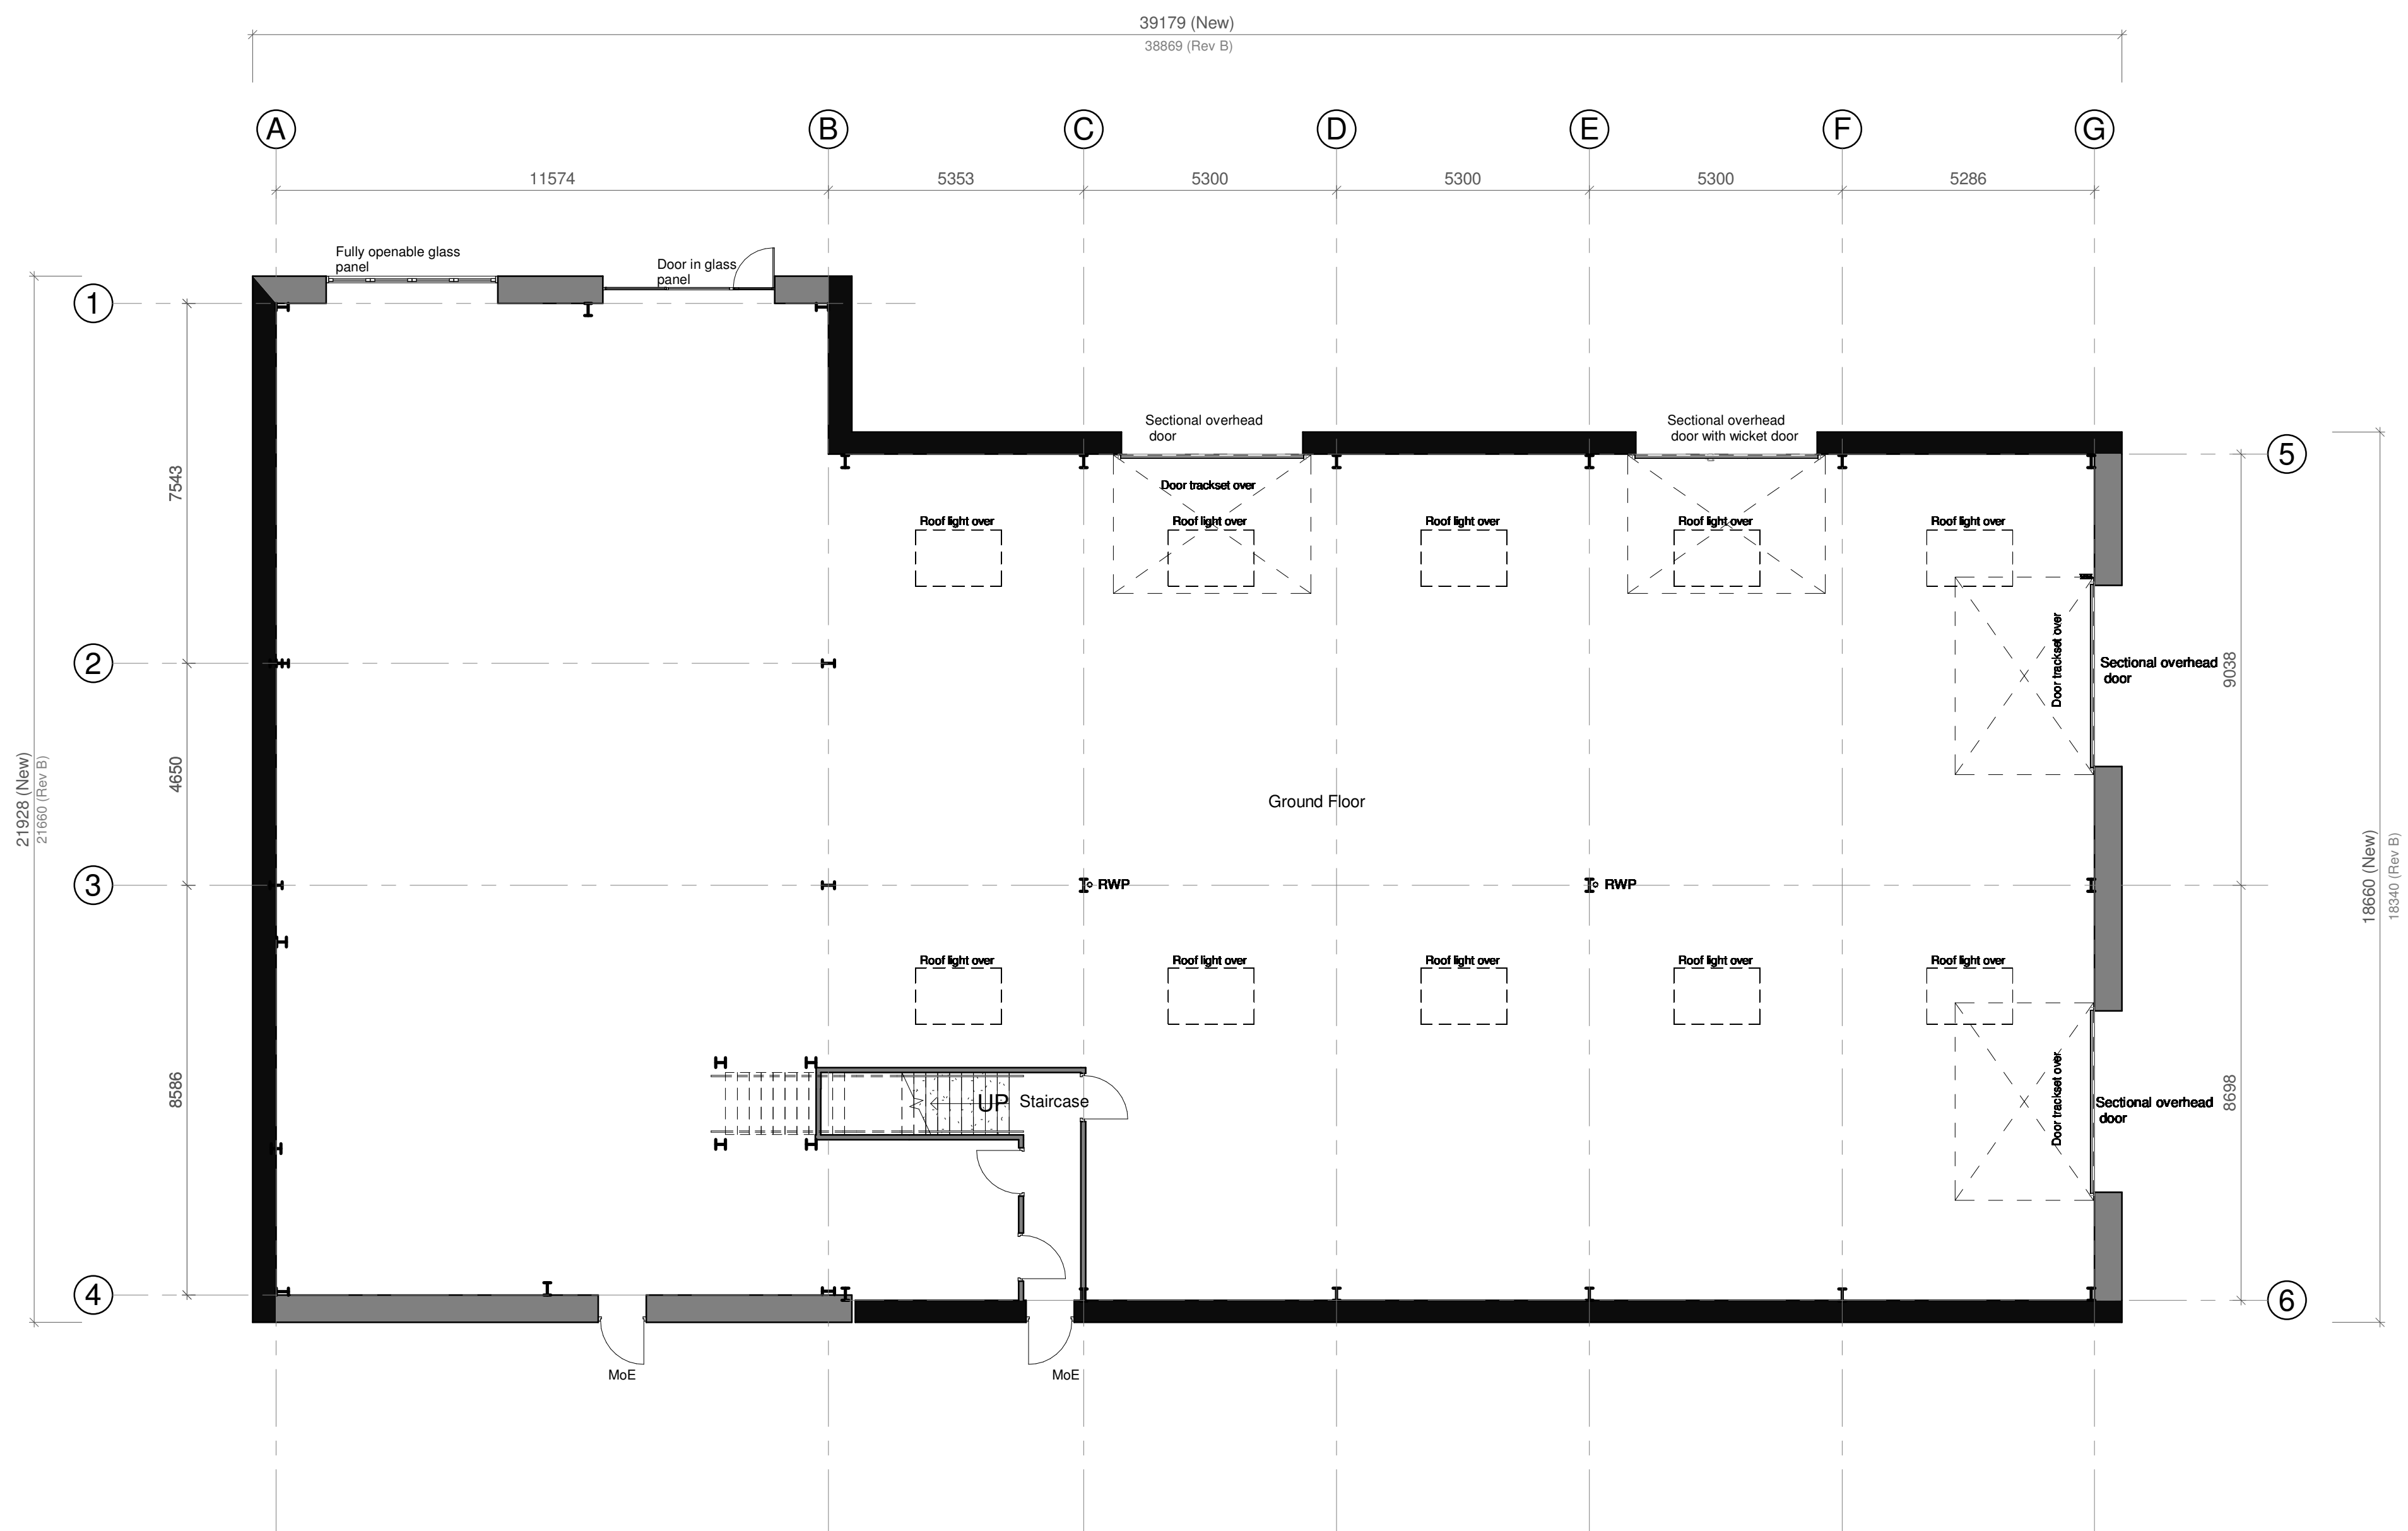 39179 (New)
38869 (Rev B)
A
B
C
D
E
F
G
11574
5353
5300
5300
5300
5286
Fully openable glass
panel
Door in glass
panel
1
Sectional overhead
door
Sectional overhead
door with wicket door
5
7543
Door trackset over
Roof light over
Roof light over
Roof light over
Roof light over
Roof light over
2
Door trackset over
Sectional overhead
door
9038
4650
Ground Floor
21928 (New)
21660 (Rev B)
18660 (New)
18340 (Rev B)
3
RWP
RWP
Roof light over
Roof light over
Roof light over
Roof light over
Roof light over
8586
UP
Staircase
Door trackset over
Sectional overhead
door
8698
4
6
MoE
MoE